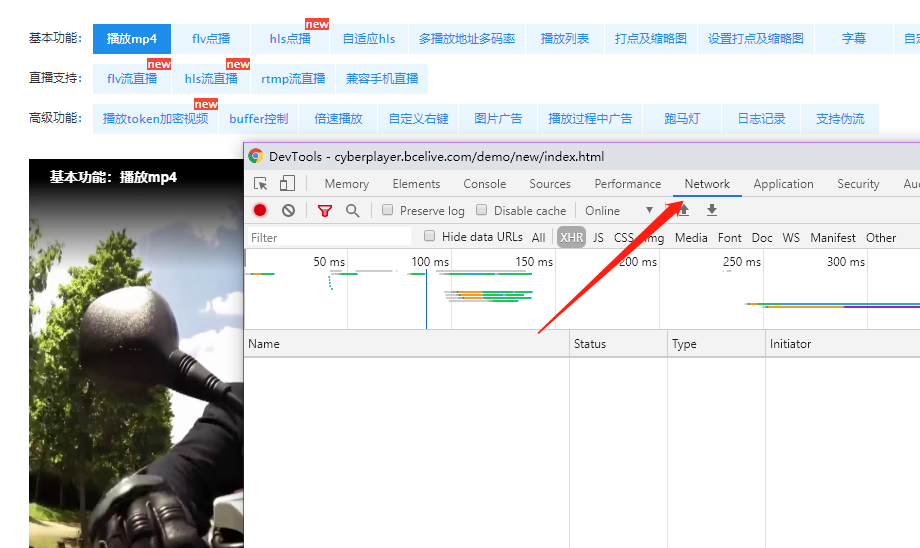 new
基本功能： 播放mp4 flv点播 hls点播 自适应hls 多播放地址多码率 播放列表 打点及缩略图 设置打点及缩略图 字幕
new new
直播支持： flv流直播 hls流直播 rtmp流直播 兼容手机直播
new
高级功能： 播放token加密视频 buffer控制 倍速播放 自定义右键 图片广告 播放过程中广告 跑马灯 日志记录 支持伪流
基本功能：播放mp4
DevTools - cyberplayer.bcelive.com/demo/new/index.html
Memory Elements Console Sources Performance Network Application Security
Preserve log Disable cache Online
Filter Hide data URLs All XHR JS CSS Img Media Font Doc WS Manifest Other
50 ms 100 ms 150 ms 200 ms 250 ms 300 ms
Name Status Type Initiator